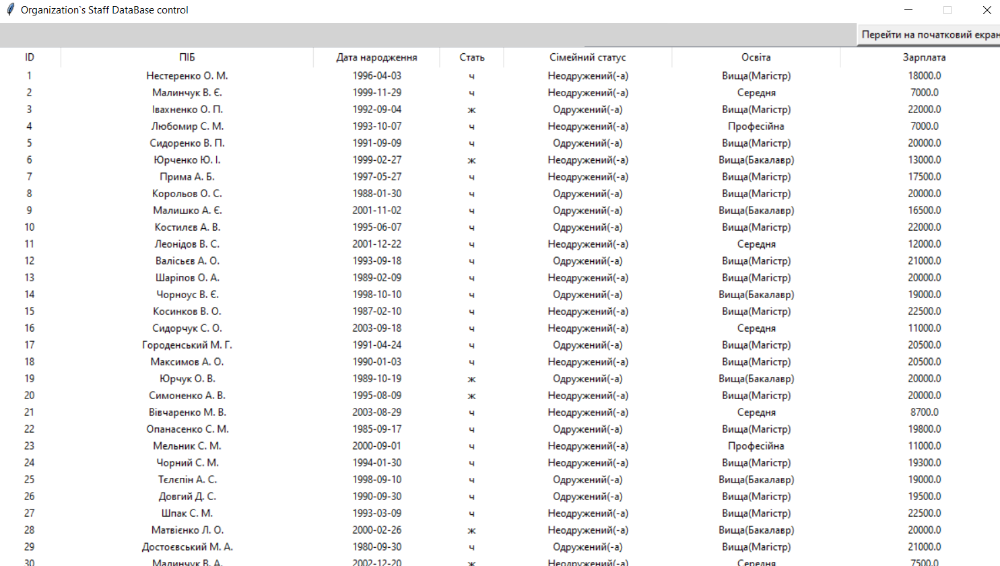 Organization`s Staff DataBase control
Перейти на початковий екран
ID ПІБ Дата народження Стать Сімейний статус Освіта Зарплата
1 Нестеренко О. М. 1996-04-03 ч Неодружений(-а) Вища(Магістр) 18000.0
2 Малинчук В. Є. 1999-11-29 ч Неодружений(-а) Середня 7000.0
3 Івахненко О. П. 1992-09-04 ж Одружений(-а) Вища(Магістр) 22000.0
4 Любомир С. М. 1993-10-07 ч Неодружений(-а) Професійна 7000.0
5 Сидоренко В. П. 1991-09-09 ч Одружений(-а) Вища(Магістр) 20000.0
6 Юрченко Ю. І. 1999-02-27 ж Неодружений(-а) Вища(Бакалавр) 13000.0
7 Прима А. Б. 1997-05-27 ч Неодружений(-а) Вища(Магістр) 17500.0
8 Корольов О. С. 1988-01-30 ч Одружений(-а) Вища(Магістр) 20000.0
9 Малишко А. Є. 2001-11-02 ч Одружений(-а) Вища(Бакалавр) 16500.0
10 Костилєв А. В. 1995-06-07 ч Одружений(-а) Вища(Магістр) 22000.0
11 Леонідов В. С. 2001-12-22 ч Неодружений(-а) Середня 12000.0
12 Валісьєв А. О. 1993-09-18 ч Одружений(-а) Вища(Магістр) 21000.0
13 Шаріпов О. А. 1989-02-09 ч Неодружений(-а) Вища(Магістр) 20000.0
14 Чорноус В. Є. 1998-10-10 ч Одружений(-а) Вища(Бакалавр) 19000.0
15 Косинков В. О. 1987-02-10 ч Неодружений(-а) Вища(Магістр) 22500.0
16 Сидорчук С. О. 2003-09-18 ч Неодружений(-а) Середня 11000.0
17 Городенський М. Г. 1991-04-24 ч Одружений(-а) Вища(Магістр) 20500.0
18 Максимов А. О. 1990-01-03 ч Неодружений(-а) Вища(Магістр) 20500.0
19 Юрчук О. В. 1989-10-19 ж Одружений(-а) Вища(Бакалавр) 20000.0
20 Симоненко А. В. 1995-08-09 ж Неодружений(-а) Вища(Магістр) 20000.0
21 Вівчаренко М. В. 2003-08-29 ч Неодружений(-а) Середня 8700.0
22 Опанасенко С. М. 1985-09-17 ч Одружений(-а) Вища(Магістр) 19800.0
23 Мельник С. М. 2000-09-01 ч Неодружений(-а) Професійна 11000.0
24 Чорний С. М. 1994-01-30 ч Неодружений(-а) Вища(Магістр) 19300.0
25 Тєлєпін А. С. 1998-09-10 ч Одружений(-а) Вища(Бакалавр) 19000.0
26 Довгий Д. С. 1990-09-30 ч Одружений(-а) Вища(Магістр) 19500.0
27 Шпак С. М. 1993-03-09 ч Неодружений(-а) Вища(Магістр) 22500.0
28 Матвієнко Л. О. 2000-02-26 ж Неодружений(-а) Вища(Бакалавр) 20000.0
29 Достоєвський М. А. 1980-09-30 ч Одружений(-а) Вища(Магістр) 21000.0
30 Малинчук В. А. 2002-12-20 ж Неодружений(-а) Середня 7500.0